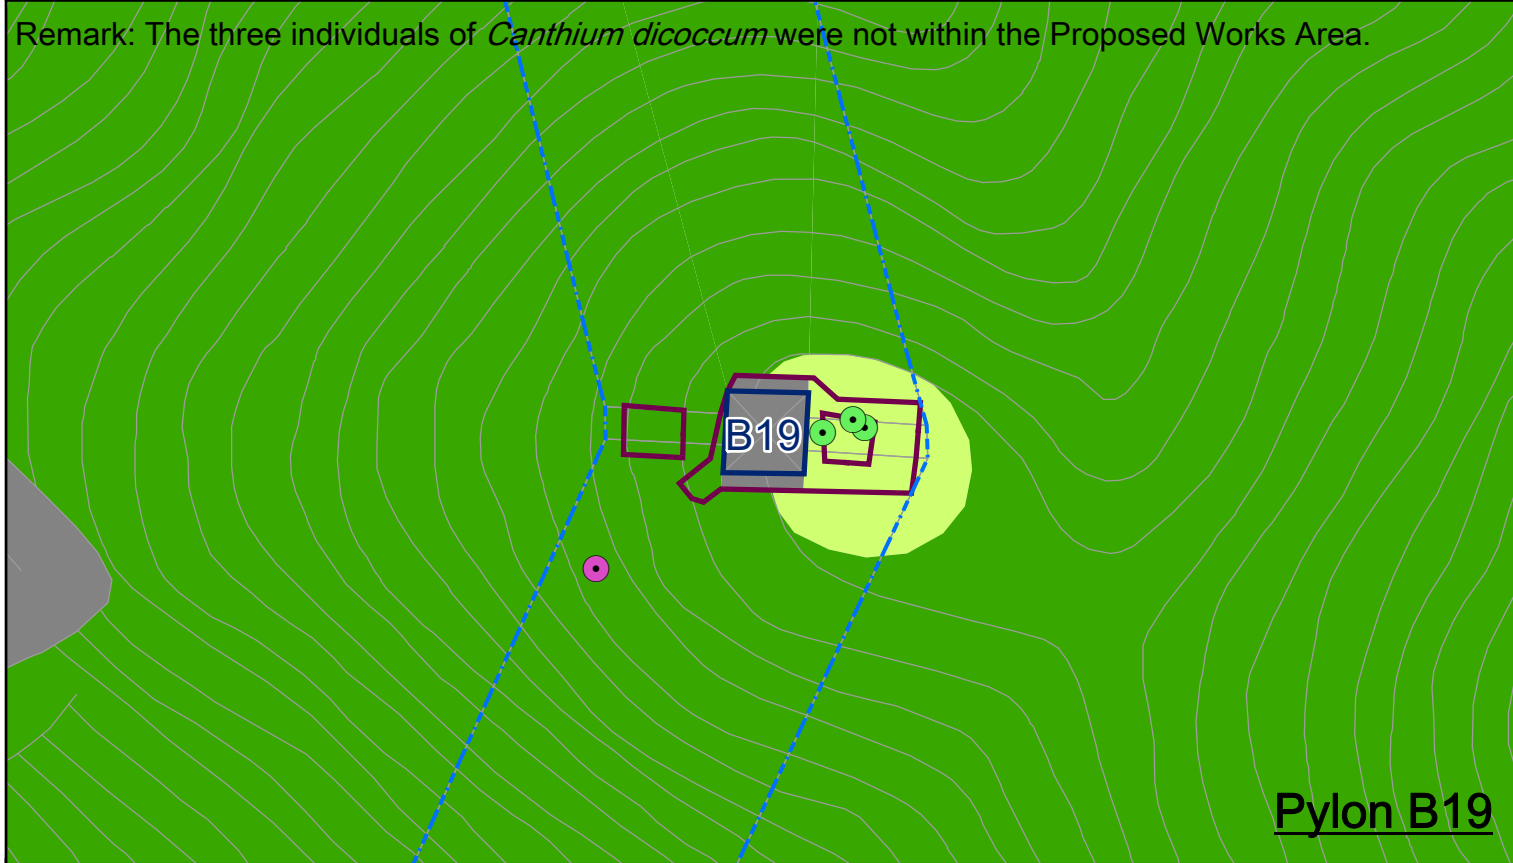 Remark: The three individuals of Canthium dicoccum were not within the Proposed Works Area.
B19
Pylon B19